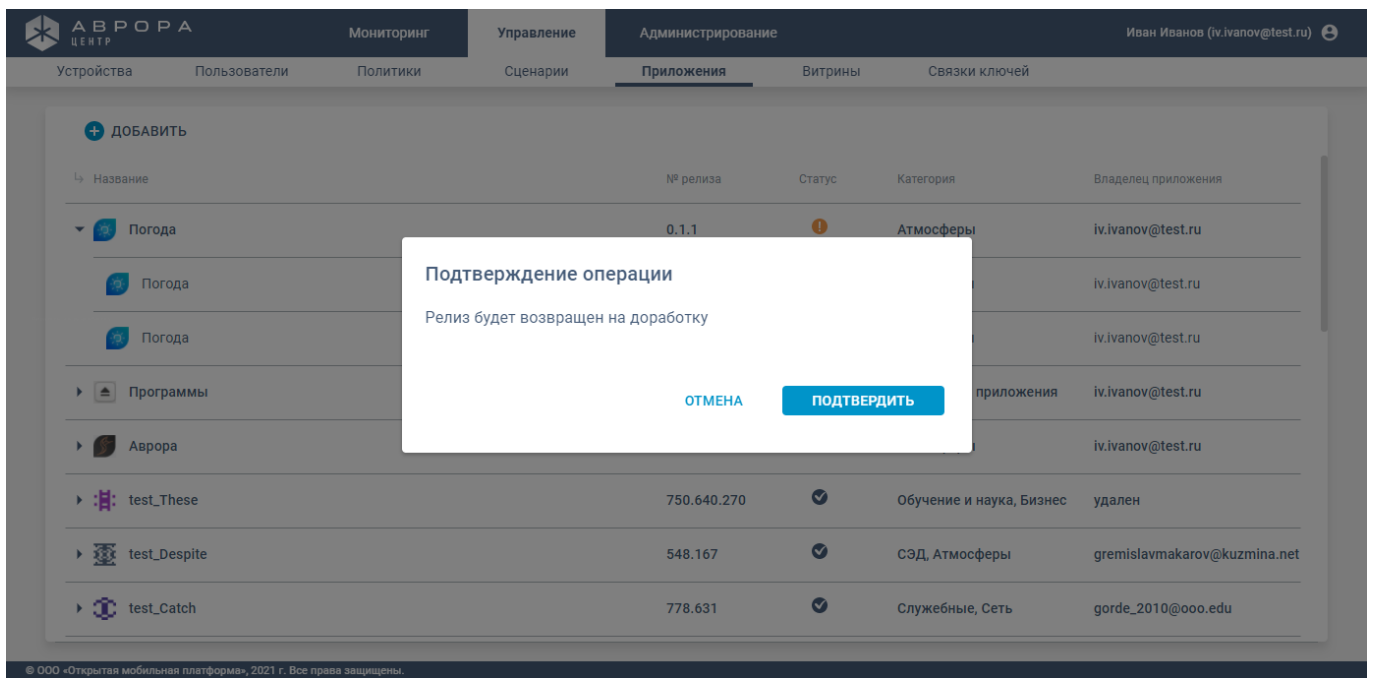 АВРОРА
ЦЕНТР
Мониторинг Управление Администрирование Иван Иванов (iv.ivanov@test.ru)
Устройства Пользователи Политики Сценарии Приложения Витрины Связки ключей
ДОБАВИТЬ
Название № релиза Статус Категория Владелец приложения
Погода 0.1.1 Атмосферы iv.ivanov@test.ru
Подтверждение операции
Погода iv.ivanov@test.ru
Релиз будет возвращен на доработку
Погода iv.ivanov@test.ru
Программы приложения iv.ivanov@test.ru
ОТМЕНА ПОДТВЕРДИТЬ
Аврора iv.ivanov@test.ru
test_These 750.640.270 Обучение и наука, Бизнес удален
test_Despite 548.167 СЭД, Атмосферы gremislavmakarov@kuzmina.net
test_Catch 778.631 Служебные, Сеть gorde_2010@ooo.edu
© ООО «Открытая мобильная платформа», 2021 г. Все права защищены.